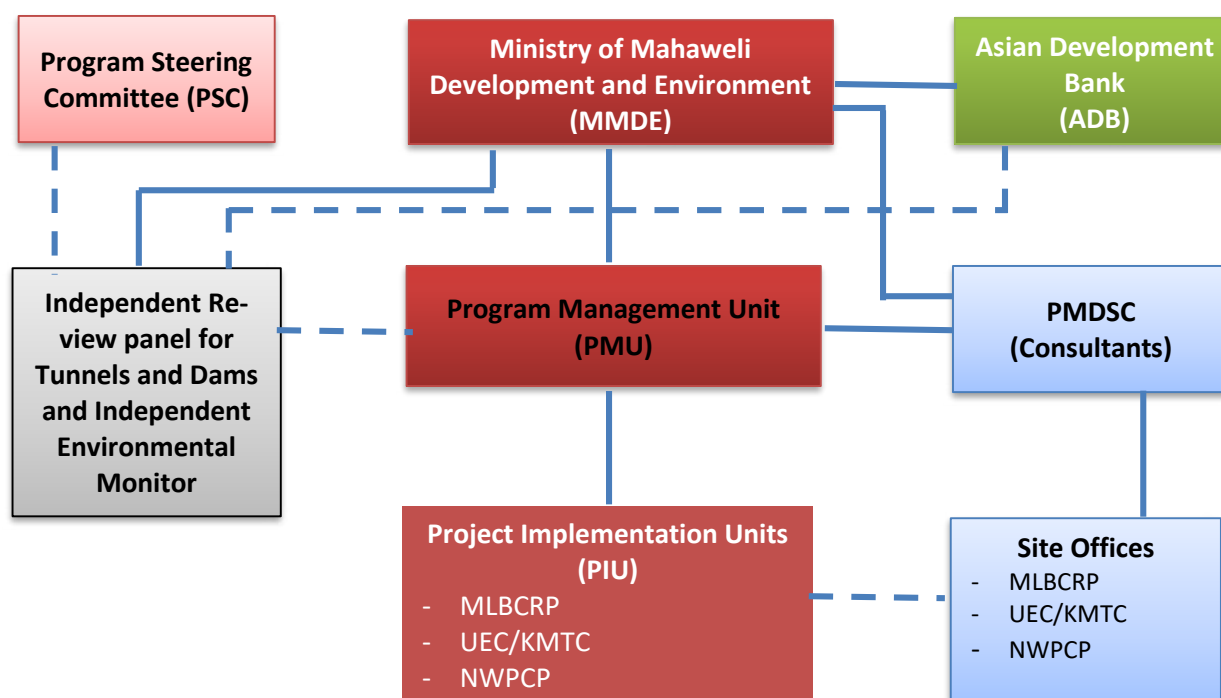 Program Steering
Committee (PSC)
Ministry of Mahaweli
Development and Environment
(MMDE)
Asian Development
Bank
(ADB)
Independent Re-
view panel for
Tunnels and Dams
and Independent
Environmental
Monitor
Program Management Unit
(PMU)
PMDSC
(Consultants)
Project Implementation Units
(PIU)
- MLBCRP
- UEC/KMTC
- NWPCP
Site Offices
- MLBCRP
- UEC/KMTC
- NWPCP